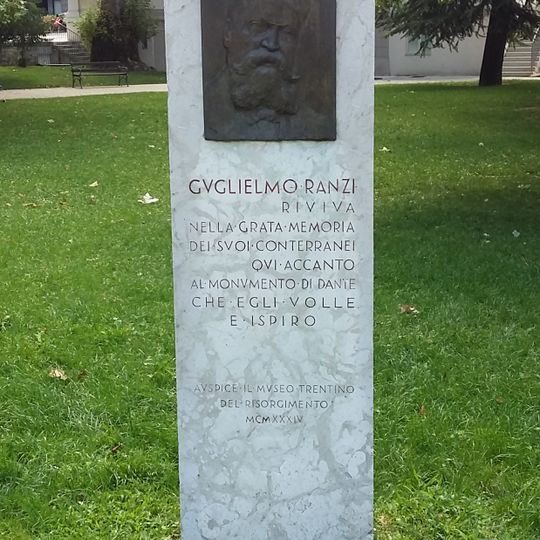 GVGLIELMO·RANZI
RIVIVA
NELLA·GRATA·MEMORIA
DEI·SVOI·CONTERRANEI
QVI·ACCANTO
AL·MONVMENTO·DI·DANTE
CHE·EGLI·VOLLE
E·ISPIRO
AVSPICE·IL·MVSEO·TRENTINO
DEL·RISORGIMENTO
MCMXXXIV